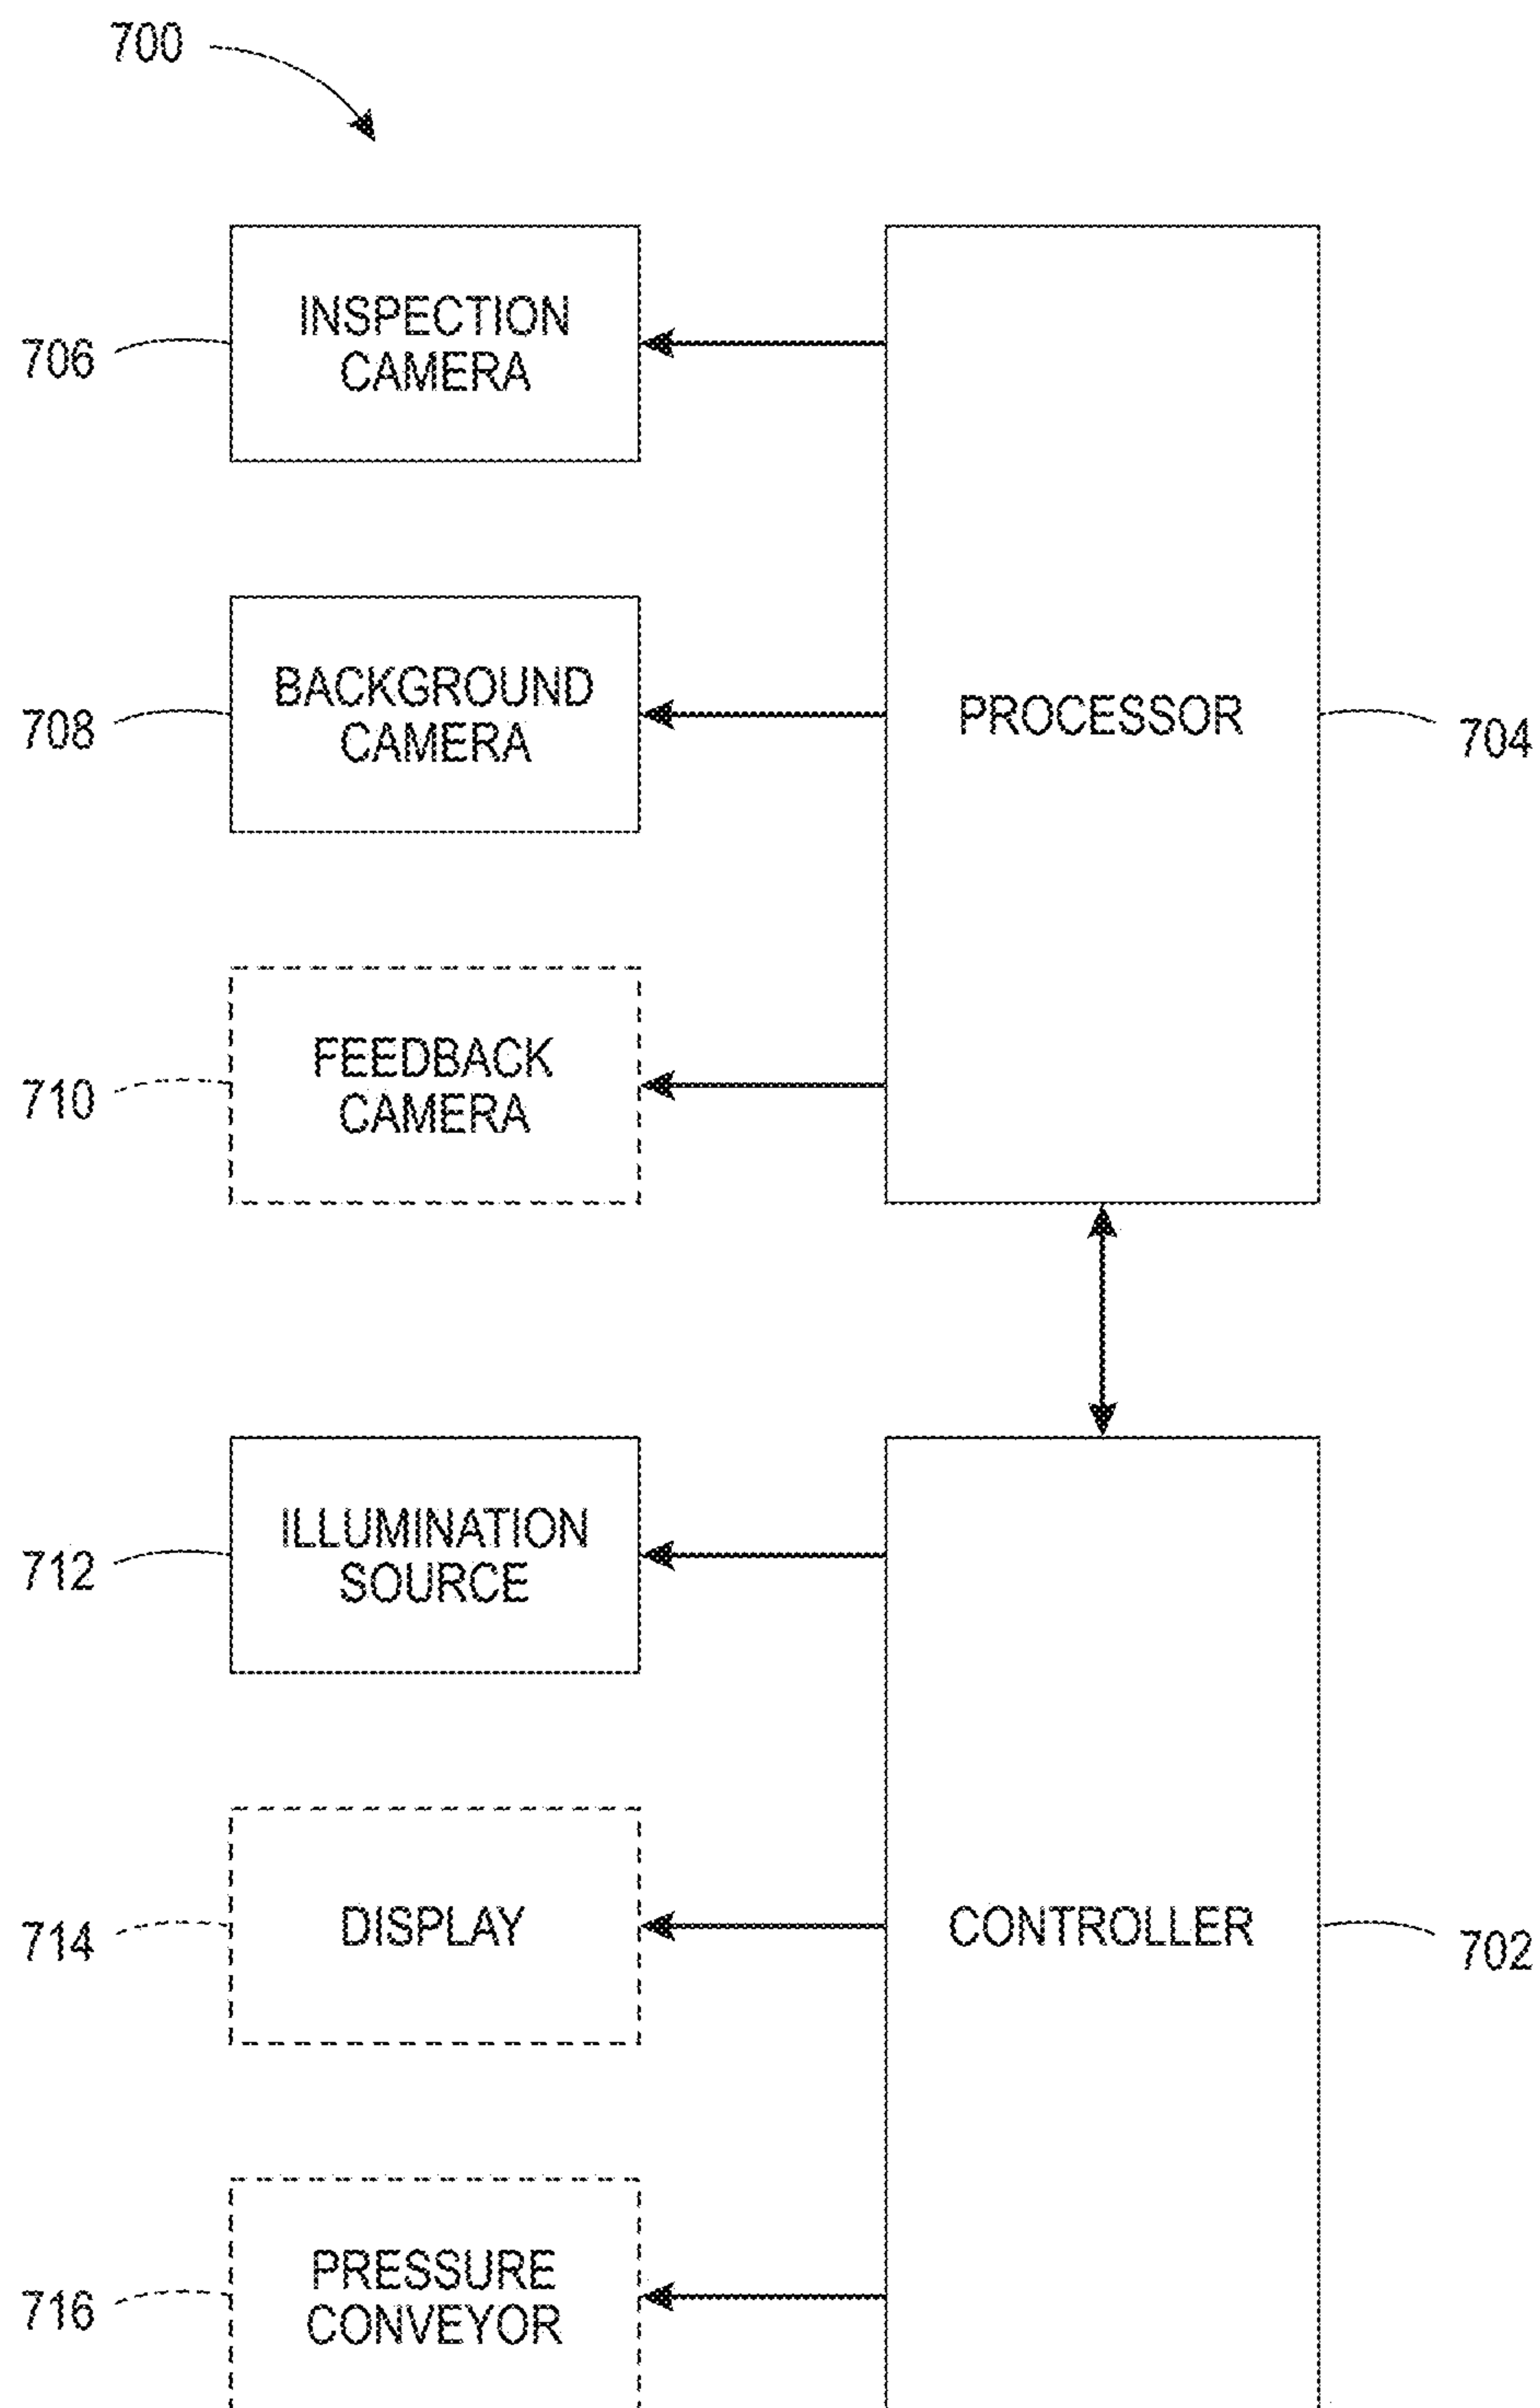 700
INSPECTION
CAMERA
706
BACKGROUND
CAMERA
708
PROCESSOR
704
FEEDBACK
CAMERA
710
ILLUMINATION
SOURCE
712
DISPLAY
714
CONTROLLER
702
PRESSURE
CONVEYOR
716